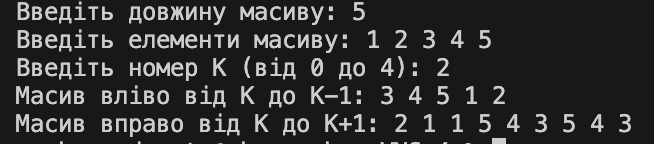 Введіть довжину масиву: 5
Введіть елементи масиву: 1 2 3 4 5
Введіть номер K (від 0 до 4): 2
Масив вліво від K до K-1: 3 4 5 1 2
Масив вправо від K до K+1: 2 1 1 5 4 3 5 4 3